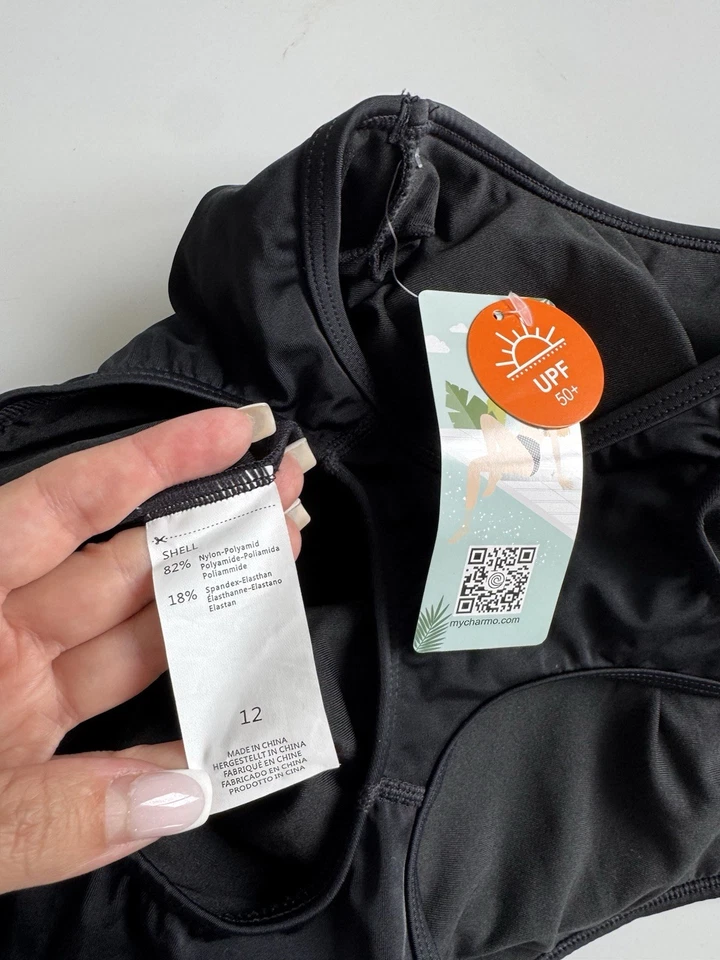 UPF
50+
mycharmo.com
SHELL
82% Nylon-Polyamid
Polyamide-Poliamida
Poliammide
18% Spandex-Elasthan
Élasthanne-Elastano
Elastan
12
MADE IN CHINA
HERGESTELLT IN CHINA
FABRIQUÉ EN CHINE
FABRICADO EN CHINA
PRODOTTO IN CINA